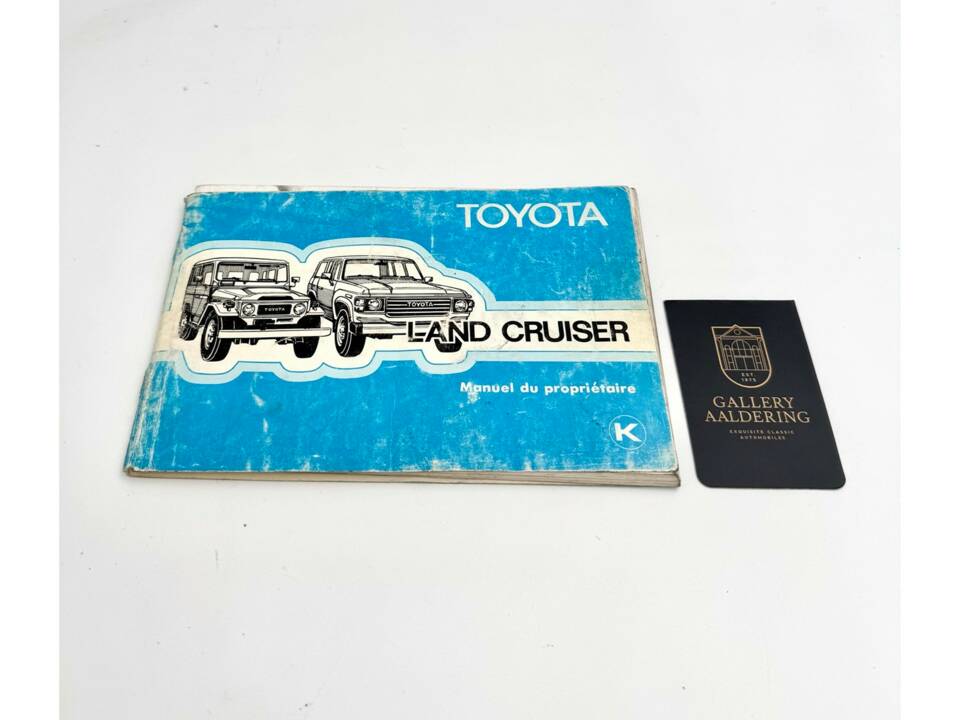 TOYOTA
TOYOTA
TOYOTA
LAND CRUISER
Manuel du propriétaire
K
EST.
1975
GALLERY
AALDERING
EXQUISITE CLASSIC
AUTOMOBILES